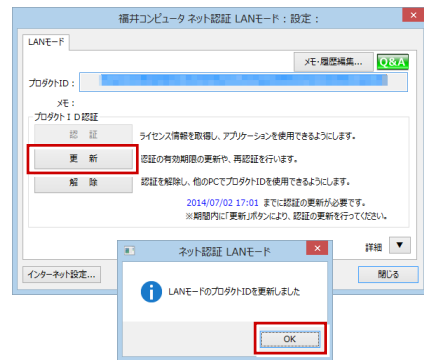 福井コンピュータ ネット認証 LANモード：設定：
LANモード
メモ・履歴編集...
Q&A
プロダクトID：
メモ：
プロダクトＩＤ認証
認　証
ライセンス情報を取得し、アプリケーションを使用できるようにします。
更　新
認証の有効期限の更新や、再認証を行います。
解　除
認証を解除し、他のPCでプロダクトIDを使用できるようにします。
2014/07/02 17:01 までに認証の更新が必要です。
※期間内に「更新」ボタンにより、認証の更新を行ってください。
詳細 ▼
インターネット設定...
閉じる
ネット認証 LANモード
LANモードのプロダクトIDを更新しました
OK